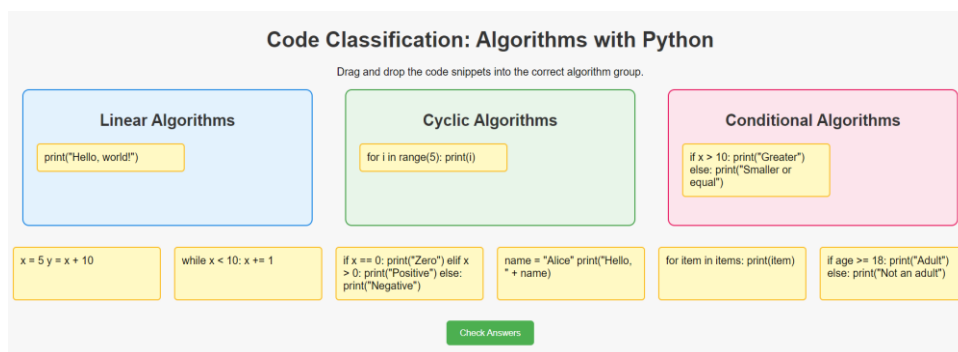 Code Classification: Algorithms with Python
Drag and drop the code snippets into the correct algorithm group.
Linear Algorithms
print("Hello, world!")
Cyclic Algorithms
for i in range(5): print(i)
Conditional Algorithms
if x > 10: print("Greater")
else: print("Smaller or
equal")
x = 5 y = x + 10
while x < 10: x += 1
if x == 0: print("Zero") elif x
> 0: print("Positive") else:
print("Negative")
name = "Alice" print("Hello,
" + name)
for item in items: print(item)
if age >= 18: print("Adult")
else: print("Not an adult")
Check Answers